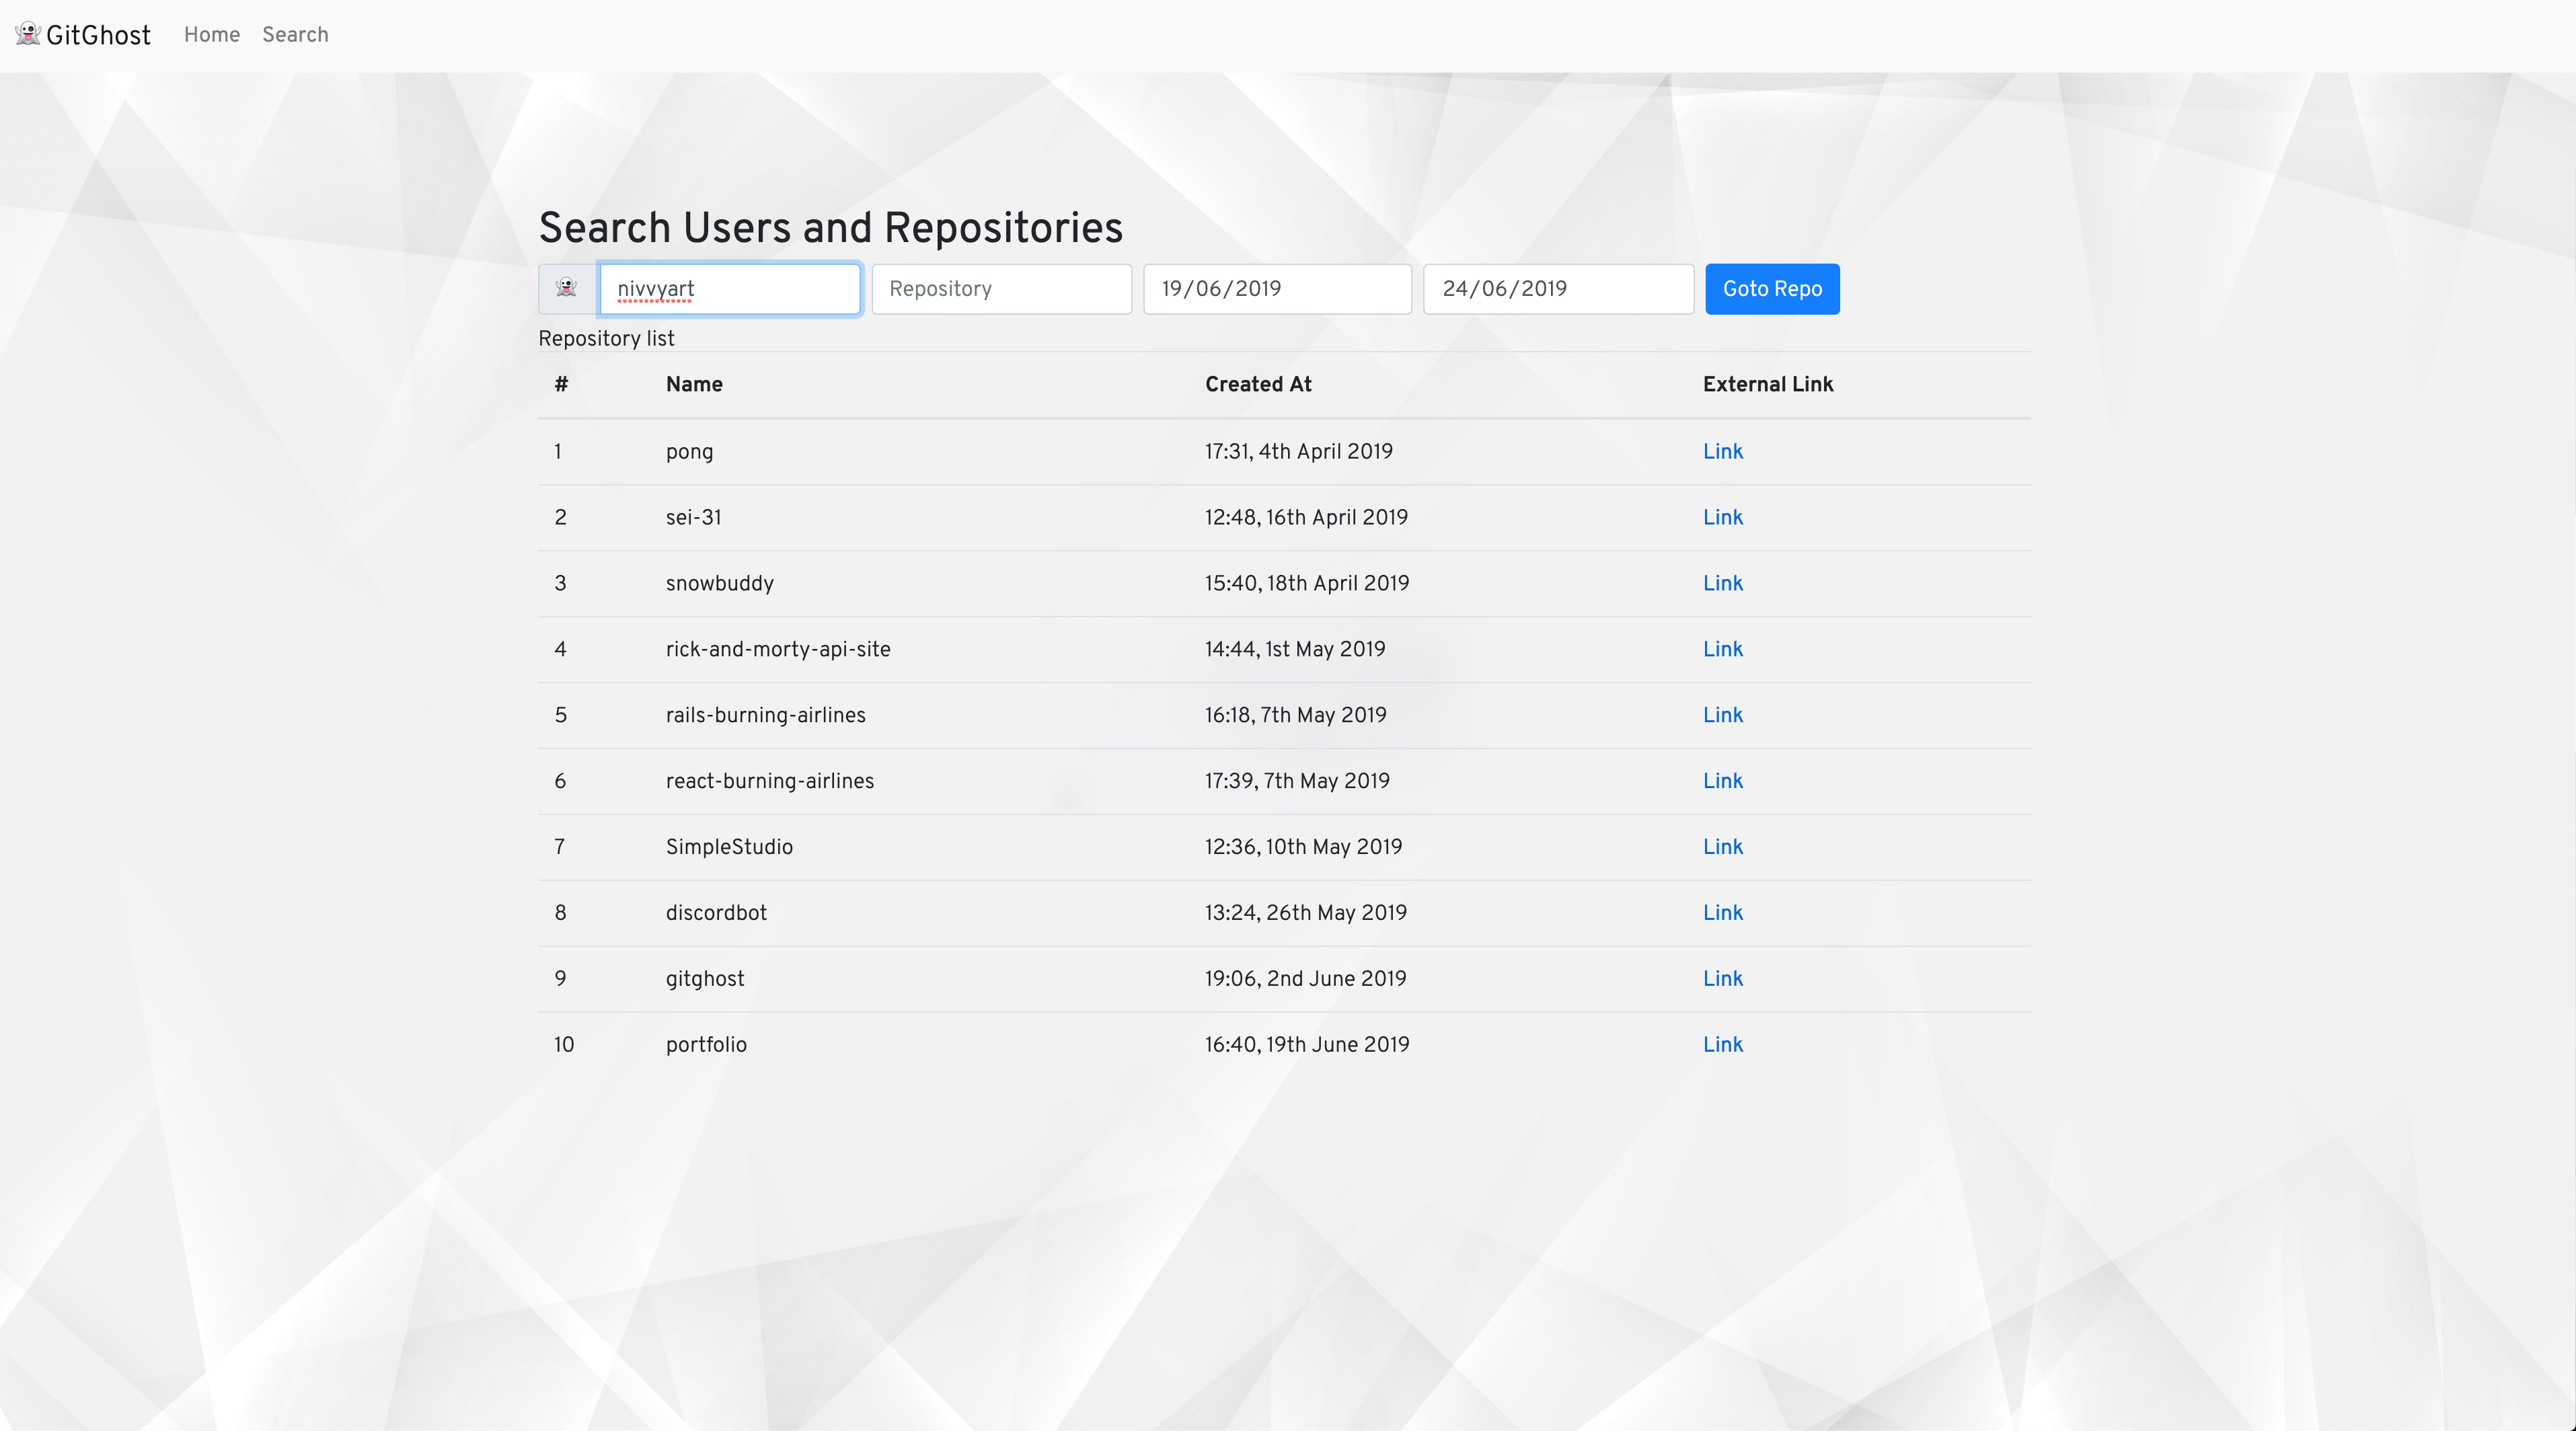 GitGhost Home Search
Search Users and Repositories
nivvyart Repository 19/06/2019 24/06/2019 Goto Repo
Repository list
# Name Created At External Link
1 pong 17:31, 4th April 2019 Link
2 sei-31 12:48, 16th April 2019 Link
3 snowbuddy 15:40, 18th April 2019 Link
4 rick-and-morty-api-site 14:44, 1st May 2019 Link
5 rails-burning-airlines 16:18, 7th May 2019 Link
6 react-burning-airlines 17:39, 7th May 2019 Link
7 SimpleStudio 12:36, 10th May 2019 Link
8 discordbot 13:24, 26th May 2019 Link
9 gitghost 19:06, 2nd June 2019 Link
10 portfolio 16:40, 19th June 2019 Link